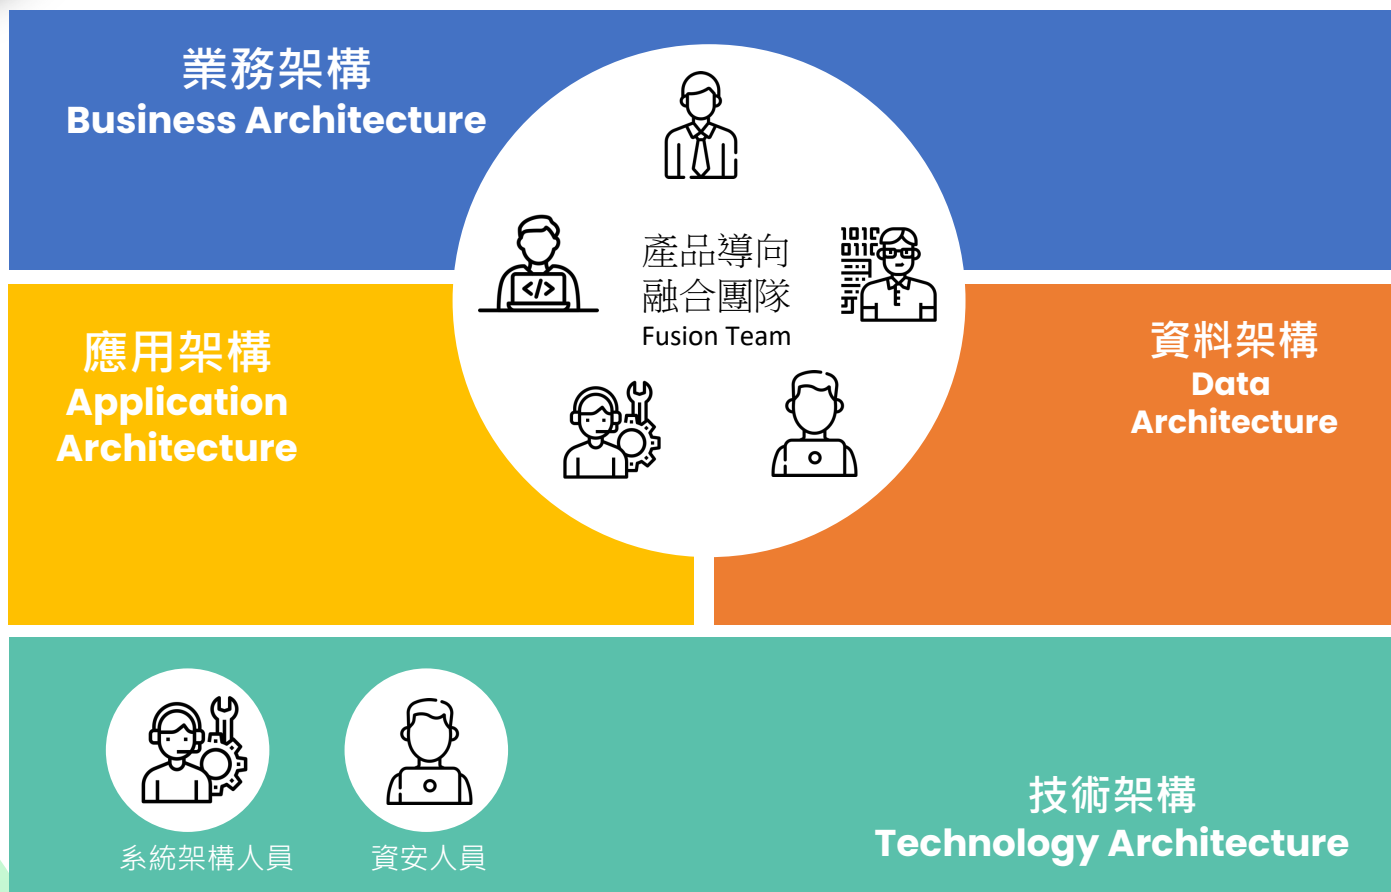 業務架構
Business Architecture
產品導向
融合團隊
Fusion Team
應用架構
Application
Architecture
資料架構
Data
Architecture
系統架構人員
資安人員
技術架構
Technology Architecture